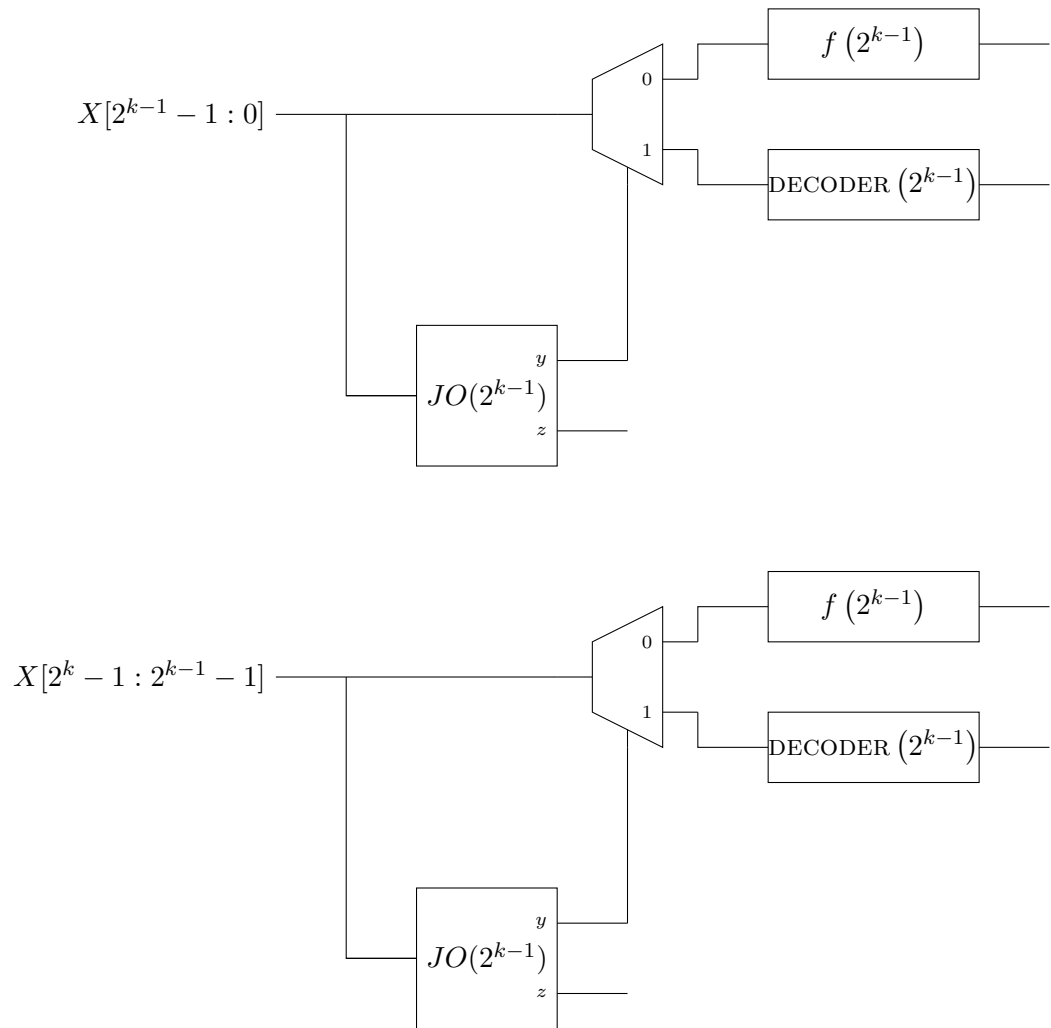 f (2^{k-1})
0
X[2^{k-1} - 1 : 0]
1
DECODER (2^{k-1})
y
JO(2^{k-1})
z
f (2^{k-1})
0
X[2^k - 1 : 2^{k-1} - 1]
1
DECODER (2^{k-1})
y
JO(2^{k-1})
z